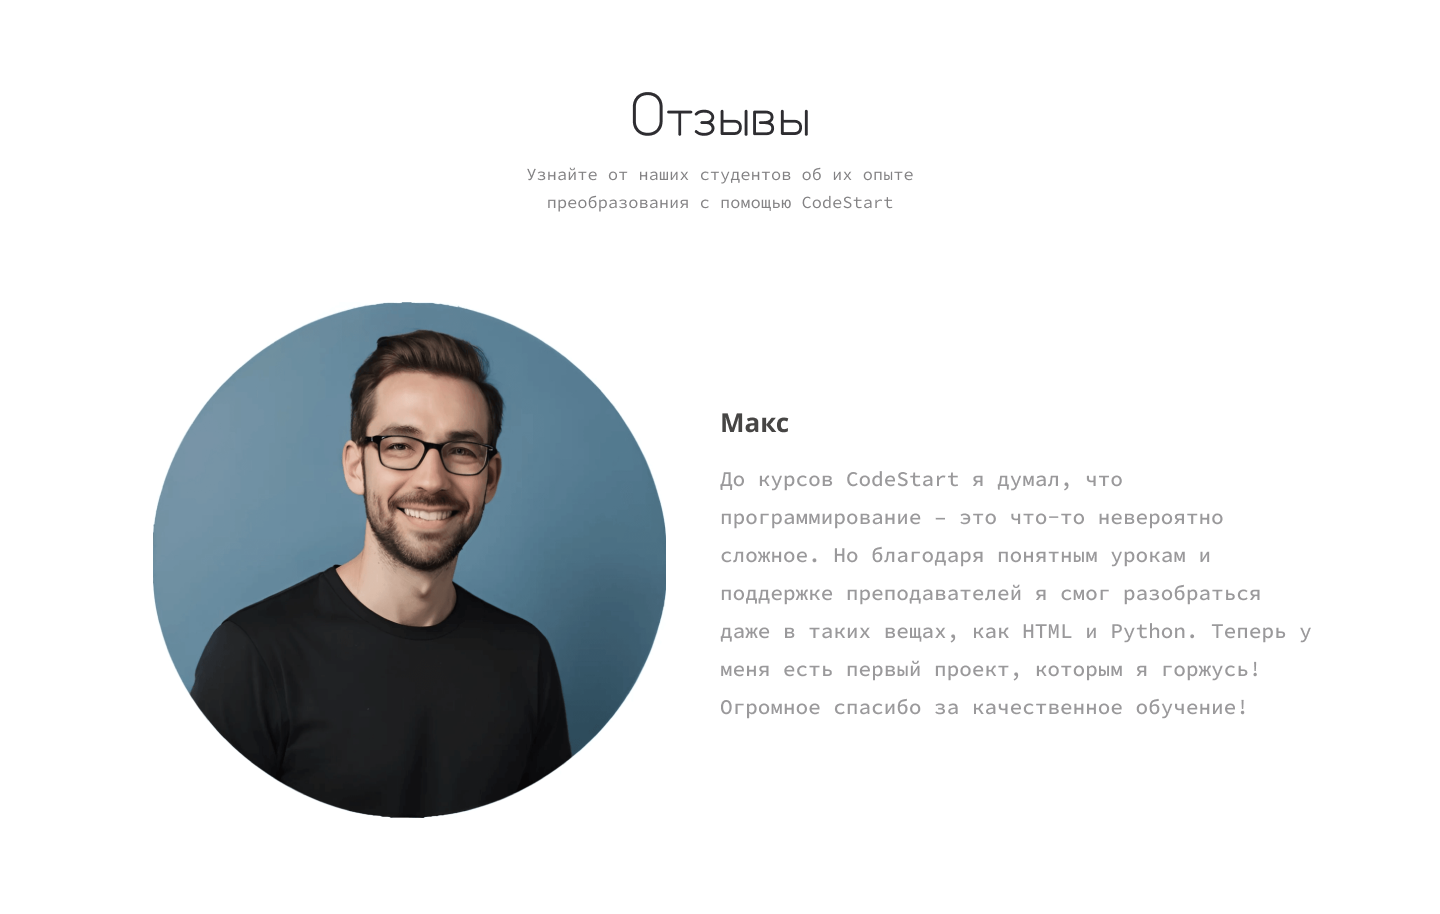 Отзывы
Узнайте от наших студентов об их опыте
преобразования с помощью CodeStart
Макс
До курсов CodeStart я думал, что
программирование – это что-то невероятно
сложное. Но благодаря понятным урокам и
поддержке преподавателей я смог разобраться
даже в таких вещах, как HTML и Python. Теперь у
меня есть первый проект, которым я горжусь!
Огромное спасибо за качественное обучение!